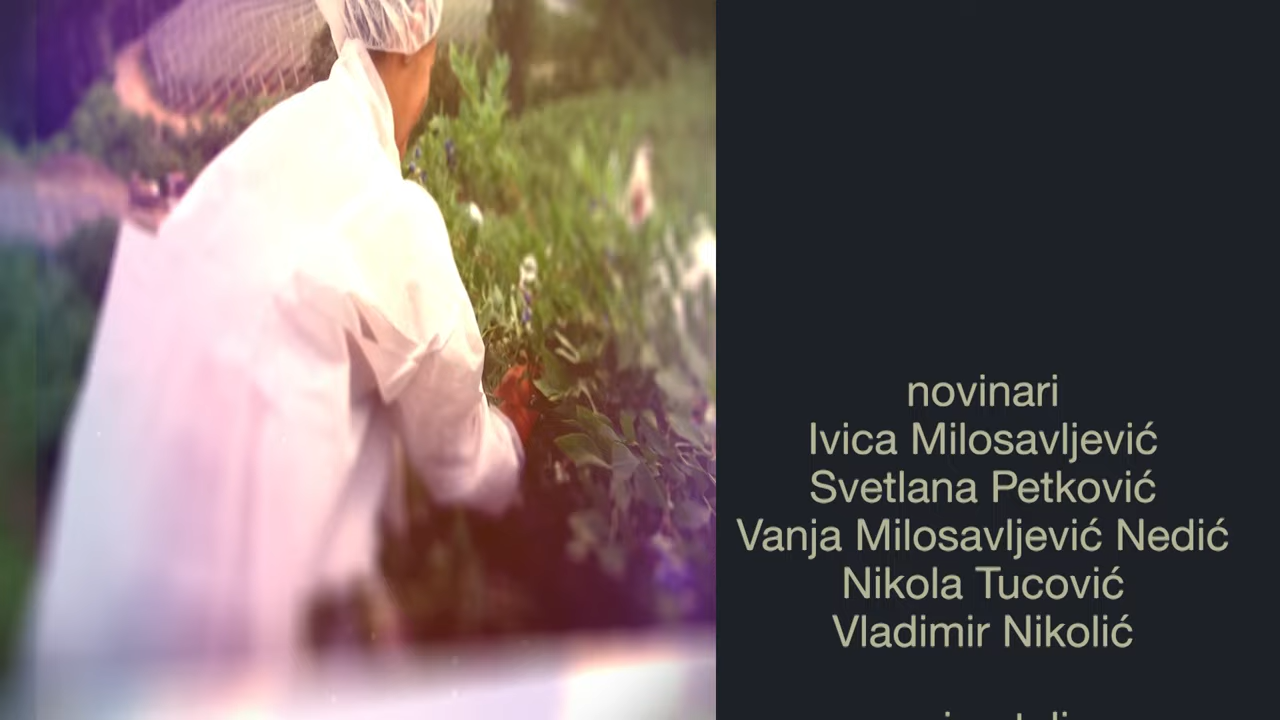 novinari
Ivica Milosavljević
Svetlana Petković
Vanja Milosavljević Nedić
Nikola Tucović
Vladimir Nikolić